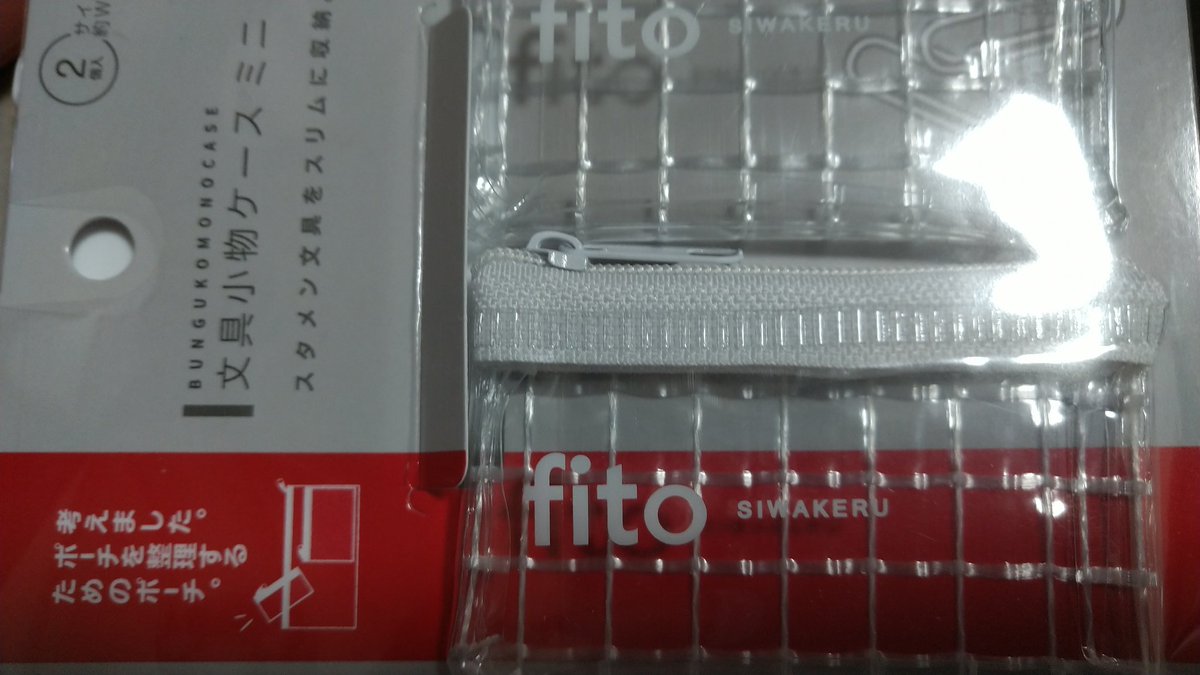 2
個入
サイ
約W
BUNGUKOMONOCASE
文具小物ケース ミニ
スタメン文具をスリムに収納
考えました。
ポーチを整理する
ためのポーチ。
fito SIWAKERU
fito
fito SIWAKERU